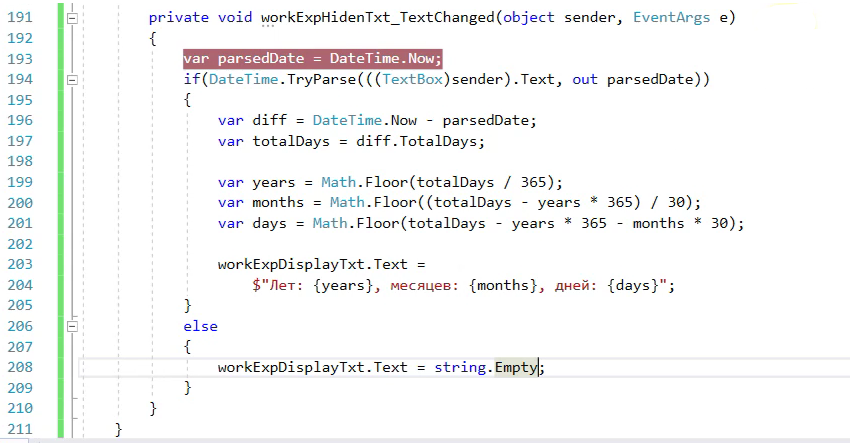 191 private void workExpHidenTxt_TextChanged(object sender, EventArgs e)
192 {
193 var parsedDate = DateTime.Now;
194 if(DateTime.TryParse(((TextBox)sender).Text, out parsedDate))
195 {
196 var diff = DateTime.Now - parsedDate;
197 var totalDays = diff.TotalDays;
198
199 var years = Math.Floor(totalDays / 365);
200 var months = Math.Floor((totalDays - years * 365) / 30);
201 var days = Math.Floor(totalDays - years * 365 - months * 30);
202
203 workExpDisplayTxt.Text =
204 $"Лет: {years}, месяцев: {months}, дней: {days}";
205 }
206 else
207 {
208 workExpDisplayTxt.Text = string.Empty;
209 }
210 }
211 }